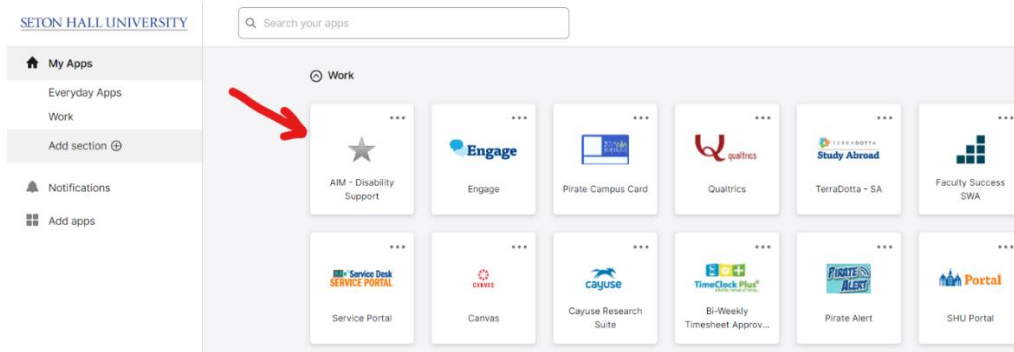 SETON HALL UNIVERSITY
Search your apps
My Apps
Everyday Apps
Work
Add section
Notifications
Add apps
Work
AIM - Disability
Support
Engage
Engage
Pirate Campus Card
qualtrics
Qualtrics
TERRADOTTA
Study Abroad
TerraDotta - SA
Faculty Success
SWA
Service Desk
SERVICE PORTAL
Service Portal
CANVAS
Canvas
cayuse
Cayuse Research
Suite
TimeClock Plus
Bi-Weekly
Timesheet Approv...
PIRATE
ALERT
Pirate Alert
Portal
SHU Portal